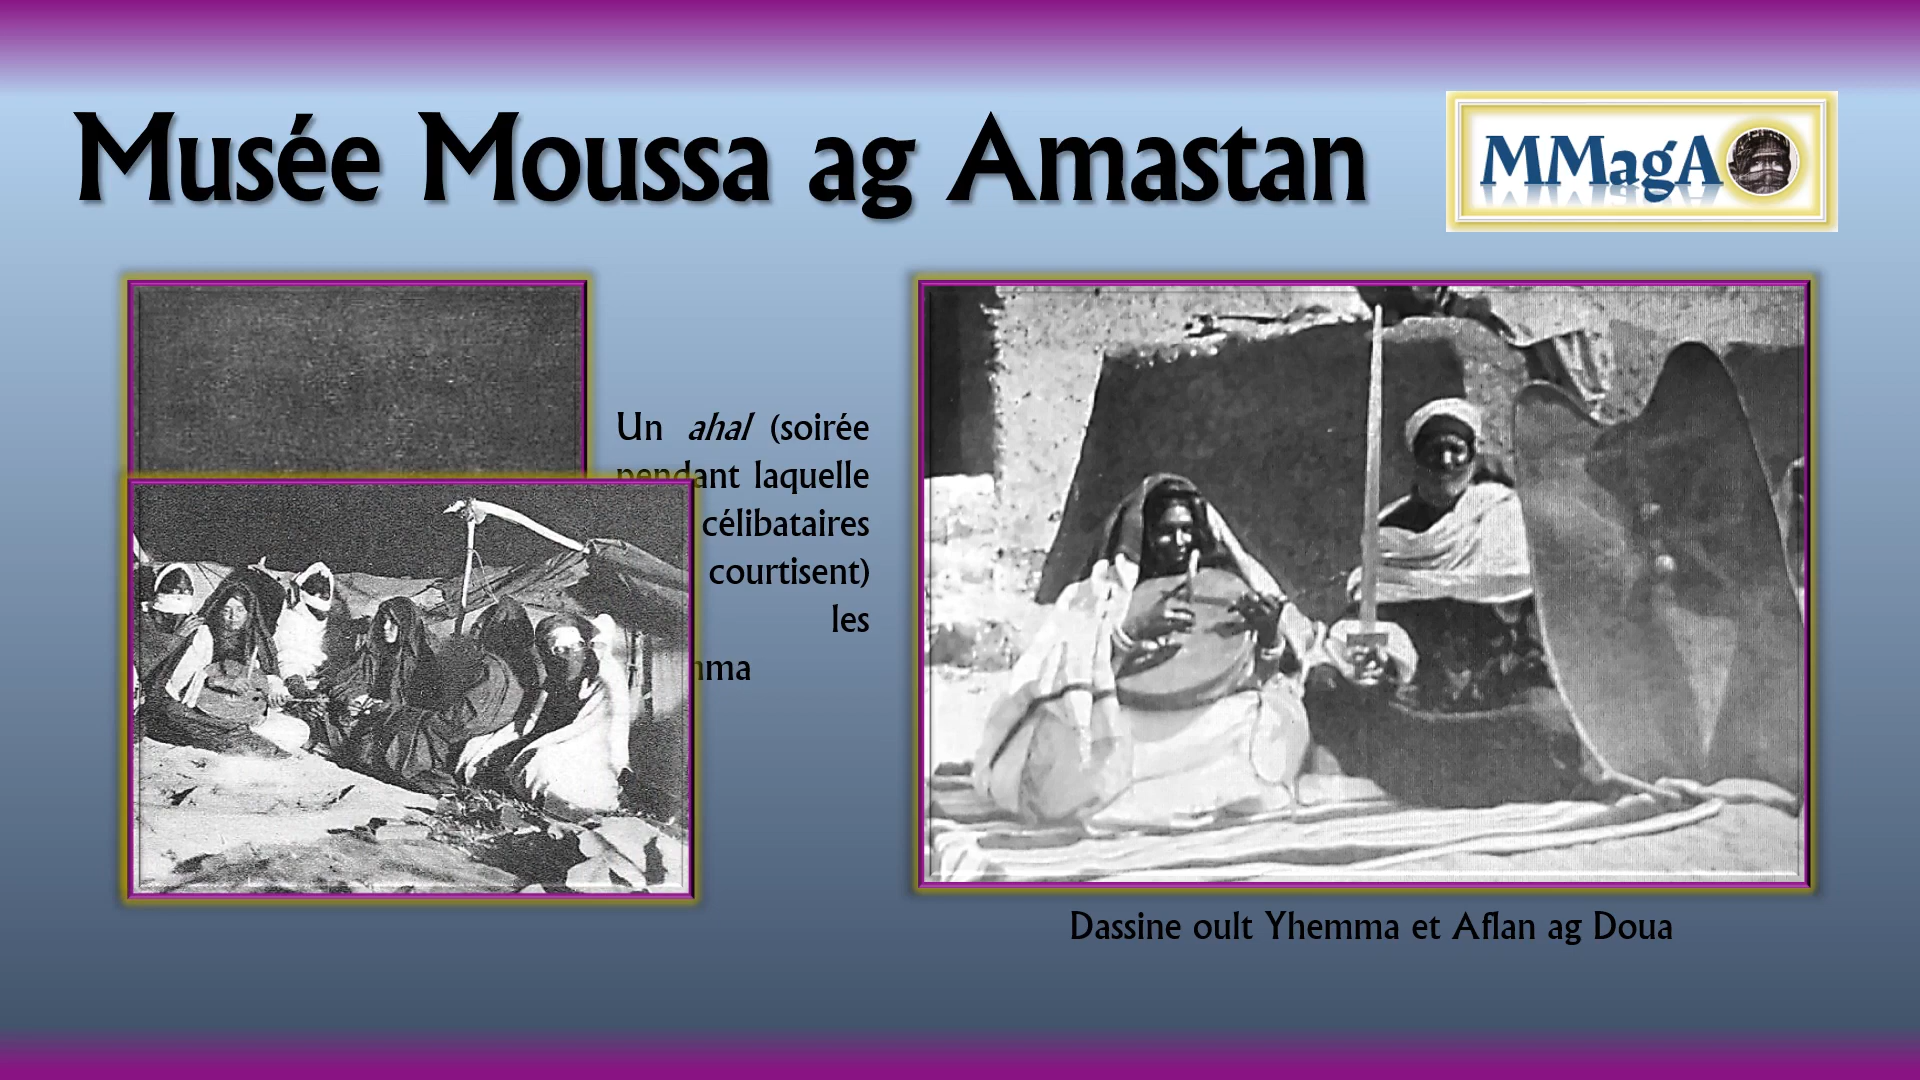 Musée Moussa ag Amastan
MMagA
Un ahal (soirée
pendant laquelle
célibataires
courtisent)
les
Dassine oult Yhemma et Aflan ag Doua